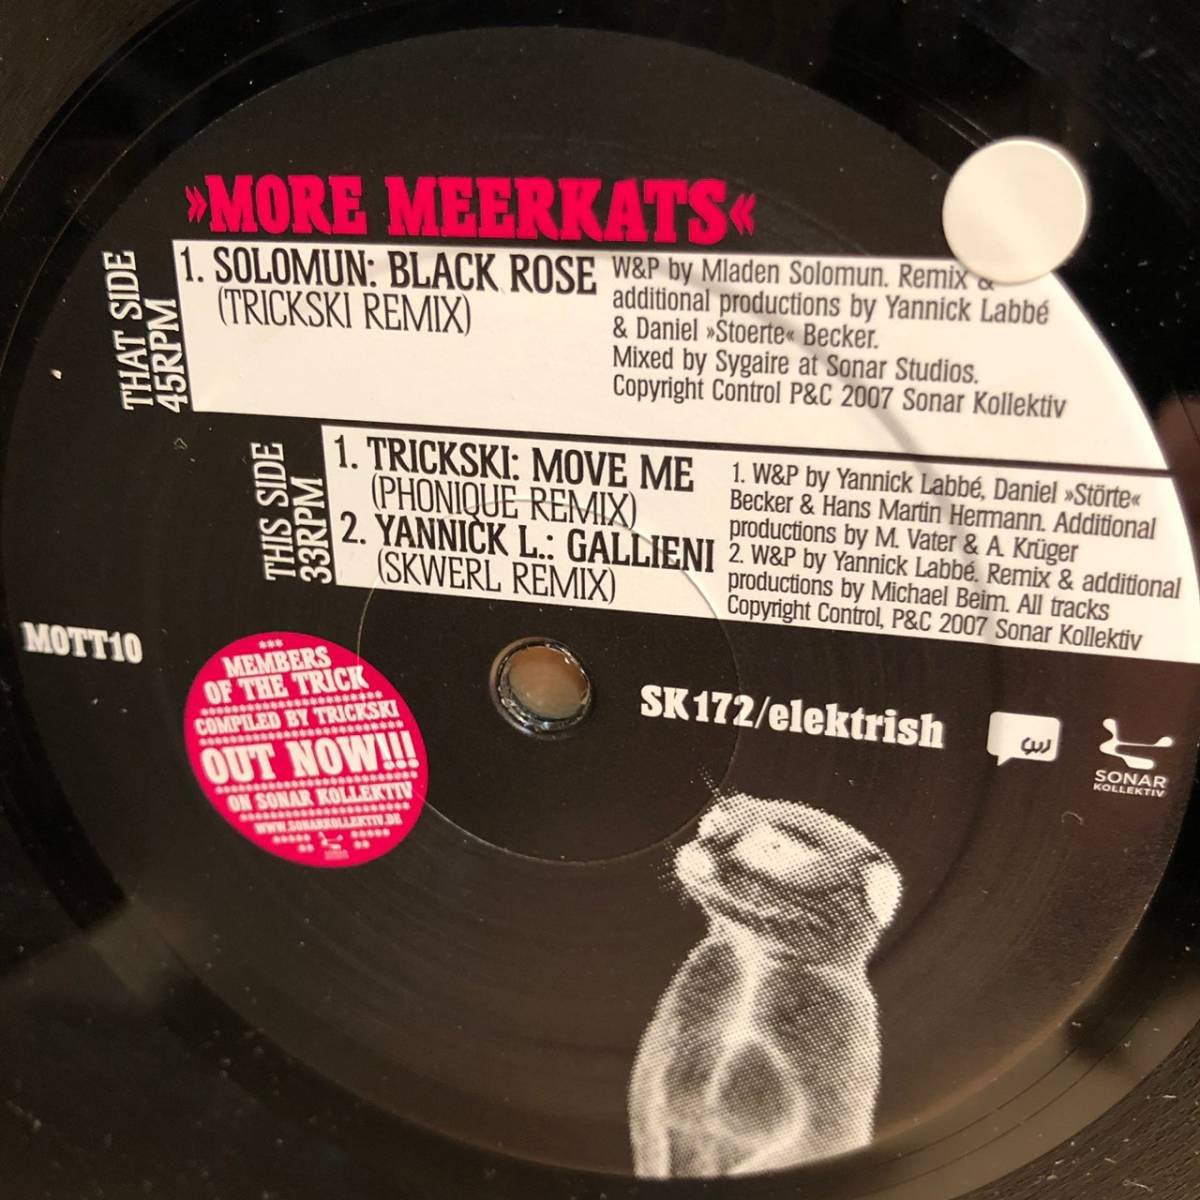 »MORE MEERKATS«
THAT SIDE
45RPM
1. SOLOMUN: BLACK ROSE
(TRICKSKI REMIX)
W&P by Mladen Solomun. Remix &
additional productions by Yannick Labbé
& Daniel »Stoerte« Becker.
Mixed by Sygaire at Sonar Studios.
Copyright Control P&C 2007 Sonar Kollektiv
THIS SIDE
33RPM
1. TRICKSKI: MOVE ME
(PHONIQUE REMIX)
2. YANNICK L.: GALLIENI
(SKWERL REMIX)
1. W&P by Yannick Labbé, Daniel »Störte«
Becker & Hans Martin Hermann. Additional
productions by M. Vater & A. Krüger
2. W&P by Yannick Labbé. Remix & additional
productions by Michael Beim. All tracks
Copyright Control, P&C 2007 Sonar Kollektiv
MOTT10
***
MEMBERS
OF THE TRICK
COMPILED BY TRICKSKI
OUT NOW!!!
ON SONAR KOLLEKTIV
WWW.SONARKOLLEKTIV.DE
SK172/elektrish
SONAR
KOLLEKTIV